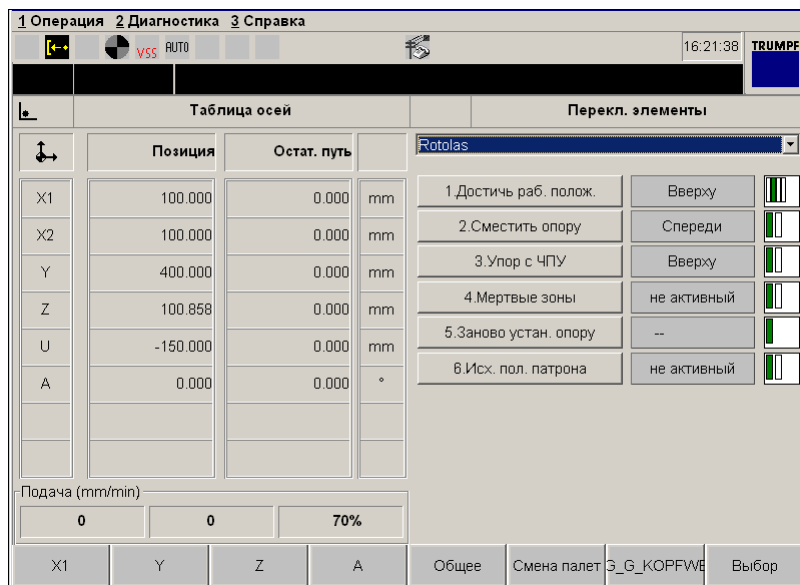 1 Операция 2 Диагностика 3 Справка
VSS AUTO 16:21:38 TRUMPF
Таблица осей Перекл. элементы
Позиция Остат. путь Rotolas
X1 100.000 0.000 mm 1.Достичь раб. полож. Вверху
X2 100.000 0.000 mm 2.Сместить опору Спереди
Y 400.000 0.000 mm 3.Упор с ЧПУ Вверху
Z 100.858 0.000 mm 4.Мертвые зоны не активный
U -150.000 0.000 mm 5.Заново устан. опору --
A 0.000 0.000 ° 6.Исх. пол. патрона не активный
Подача (mm/min)
0 0 70%
X1 Y Z A Общее Смена палет G_G_KOPFWE Выбор